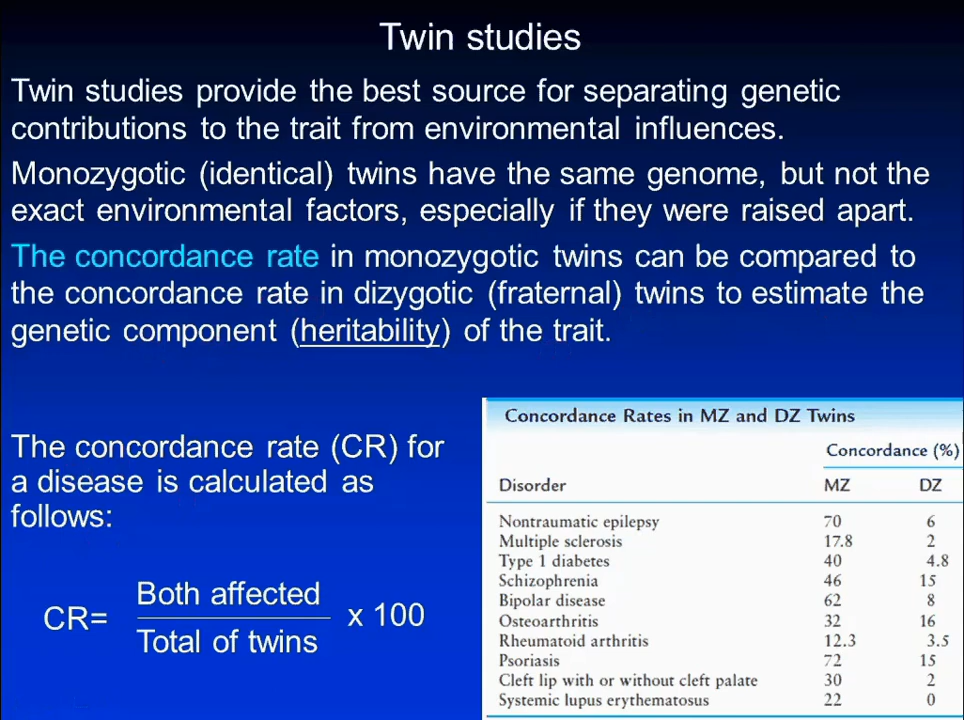 Twin studies
Twin studies provide the best source for separating genetic
contributions to the trait from environmental influences.
Monozygotic (identical) twins have the same genome, but not the
exact environmental factors, especially if they were raised apart.
The concordance rate in monozygotic twins can be compared to
the concordance rate in dizygotic (fraternal) twins to estimate the
genetic component (heritability) of the trait.
The concordance rate (CR) for
a disease is calculated as
follows:
Both affected
CR= x 100
Total of twins
Concordance Rates in MZ and DZ Twins
Concordance (%)
Disorder MZ DZ
Nontraumatic epilepsy 70 6
Multiple sclerosis 17.8 2
Type 1 diabetes 40 4.8
Schizophrenia 46 15
Bipolar disease 62 8
Osteoarthritis 32 16
Rheumatoid arthritis 12.3 3.5
Psoriasis 72 15
Cleft lip with or without cleft palate 30 2
Systemic lupus erythematosus 22 0